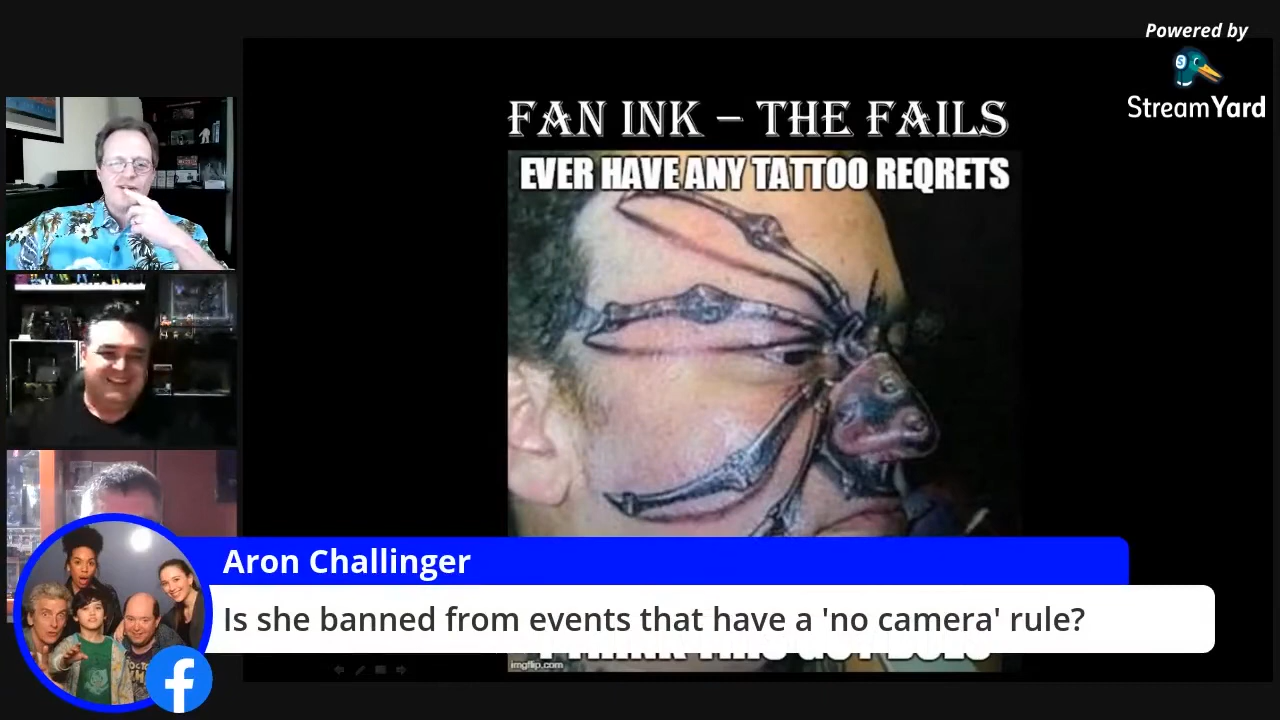 Powered by
StreamYard
FAN INK – THE FAILS
EVER HAVE ANY TATTOO REQRETS
Aron Challinger
Is she banned from events that have a 'no camera' rule?
imgflip.com